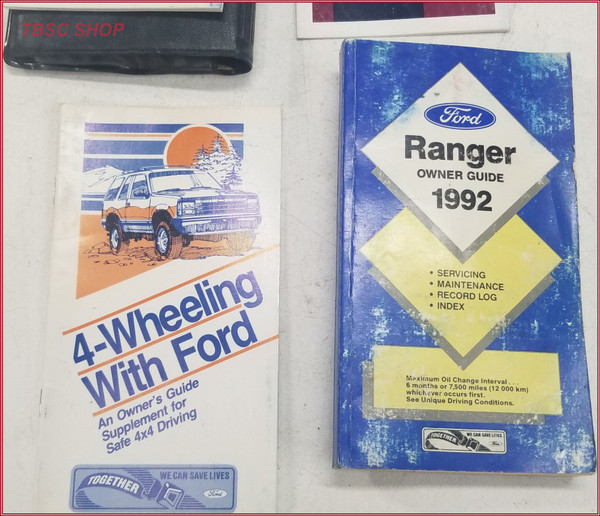 TBSC SHOP
4-Wheeling
With Ford
An Owner's Guide
Supplement for
Safe 4x4 Driving
TOGETHER
WE CAN SAVE LIVES
Ford
Ford
Ranger
OWNER GUIDE
1992
• SERVICING
• MAINTENANCE
• RECORD LOG
• INDEX
Maximum Oil Change Interval . . .
6 months or 7,500 miles (12 000 km)
whichever occurs first.
See Unique Driving Conditions.
TOGETHER
WE CAN SAVE LIVES
Ford